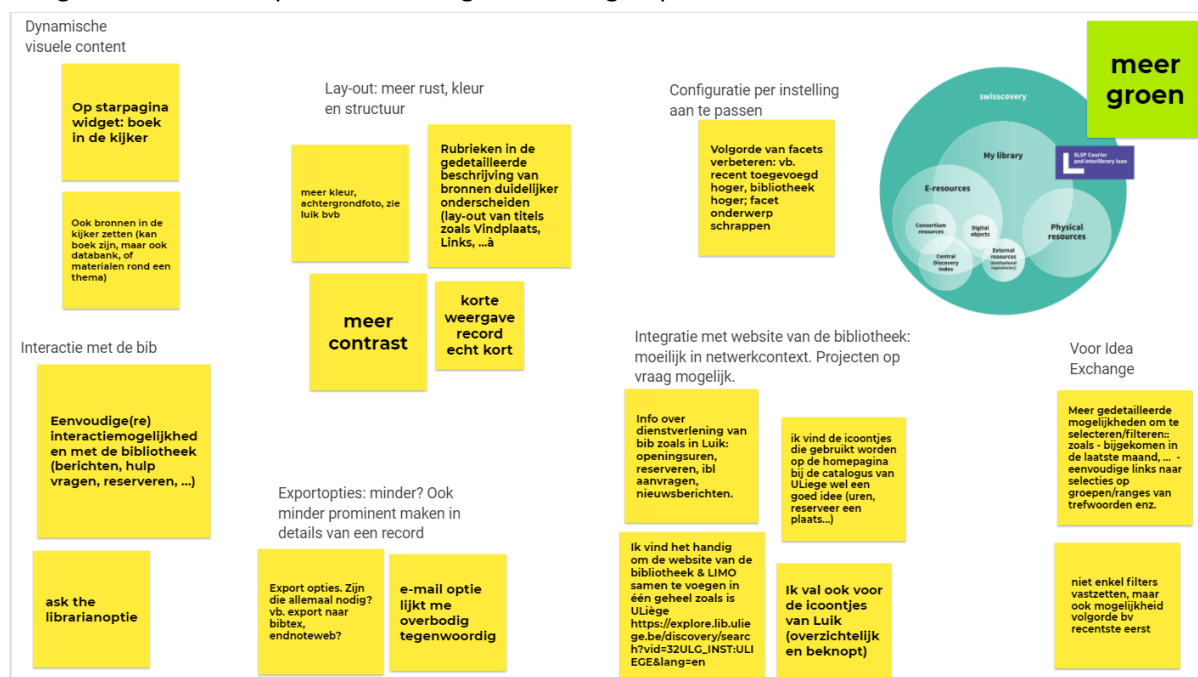 Dynamische
visuele content
Op starpagina
widget: boek
in de kijker
Ook bronnen in de
kijker zetten (kan
boek zijn, maar ook
databank, of
materialen rond een
thema)
Lay-out: meer rust, kleur
en structuur
meer kleur,
achtergrondfoto, zie
luik bvb
Rubrieken in de
gedetailleerde
beschrijving van
bronnen duidelijker
onderscheiden
(lay-out van titels
zoals Vindplaats,
Links, ...à
meer
contrast
korte
weergave
record
echt kort
Configuratie per instelling
aan te passen
Volgorde van facets
verbeteren: vb.
recent toegevoegd
hoger, bibliotheek
hoger; facet
onderwerp
schrappen
swisscovery
My library
SLSP Courier
and interlibrary loan
E-resources
Consortium
resources
Digital
objects
Physical
resources
Central
Discovery
Index
External
resources
(institutional
repositories)
meer
groen
Interactie met de bib
Eenvoudige(re)
interactiemogelijkhed
en met de bibliotheek
(berichten, hulp
vragen, reserveren, ...)
ask the
librarianoptie
Exportopties: minder? Ook
minder prominent maken in
details van een record
Export opties. Zijn
die allemaal nodig?
vb. export naar
bibtex,
endnoteweb?
e-mail optie
lijkt me
overbodig
tegenwoordig
Integratie met website van de bibliotheek:
moeilijk in netwerkcontext. Projecten op
vraag mogelijk.
Info over
dienstverlening van
bib zoals in Luik:
openingsuren,
reserveren, ibl
aanvragen,
nieuwsberichten.
ik vind de icoontjes
die gebruikt worden
op de homepagina
bij de catalogus van
ULiege wel een
goed idee (uren,
reserveer een
plaats...)
Ik vind het handig
om de website van de
bibliotheek & LIMO
samen te voegen in
één geheel zoals is
ULiège
https://explore.lib.ulie
ge.be/discovery/searc
h?vid=32ULG_INST:ULI
EGE&lang=en
Ik val ook voor
de icoontjes
van Luik
(overzichtelijk
en beknopt)
Voor Idea
Exchange
Meer gedetailleerde
mogelijkheden om te
selecteren/filteren::
zoals - bijgekomen in
de laatste maand, ... -
eenvoudige links naar
selecties op
groepen/ranges van
trefwoorden enz.
niet enkel filters
vastzetten, maar
ook mogelijkheid
volgorde bv
recentste eerst